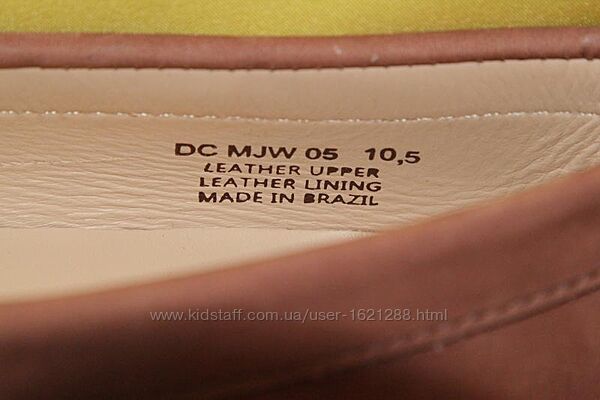 DC MJW 05 10,5
LEATHER UPPER
LEATHER LINING
MADE IN BRAZIL
www.kidstaff.com.ua/user-1621288.html